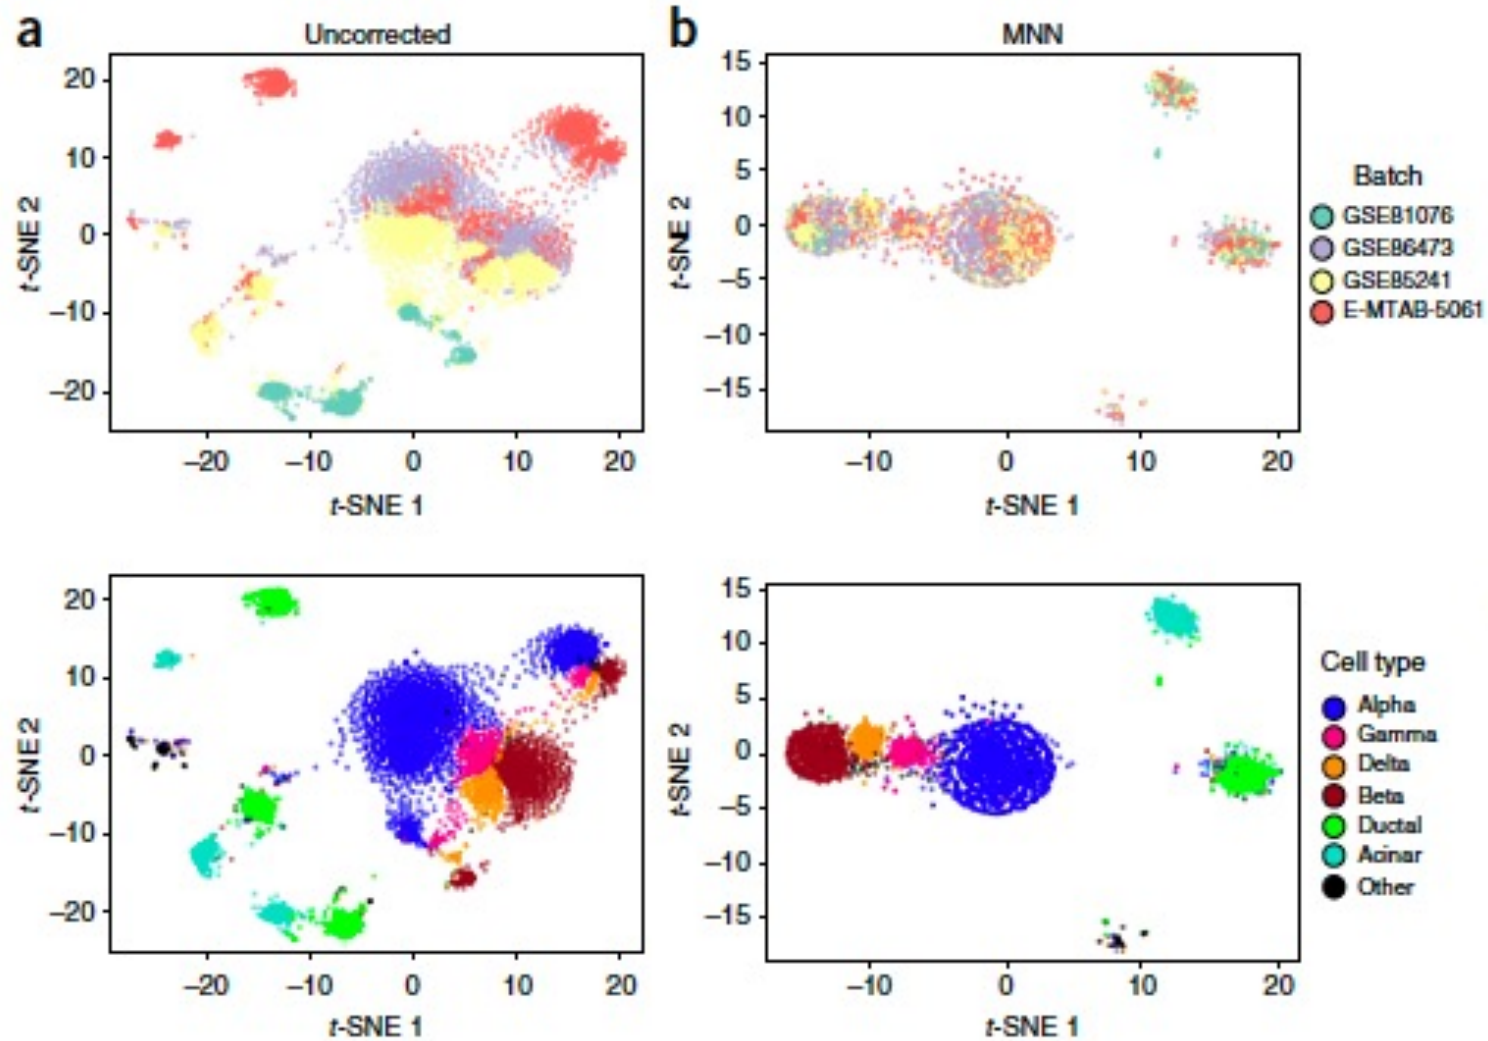 a
Uncorrected
20
10
0
–10
–20
t-SNE 2
–20 –10 0 10 20
t-SNE 1
b
MNN
15
10
5
0
–5
–10
–15
t-SNE 2
–10 0 10 20
t-SNE 1
Batch
GSE81076
GSE86473
GSE85241
E-MTAB-5061
20
10
0
–10
–20
t-SNE 2
–20 –10 0 10 20
t-SNE 1
15
10
5
0
–5
–10
–15
t-SNE 2
–10 0 10 20
t-SNE 1
Cell type
Alpha
Gamma
Delta
Beta
Ductal
Acinar
Other